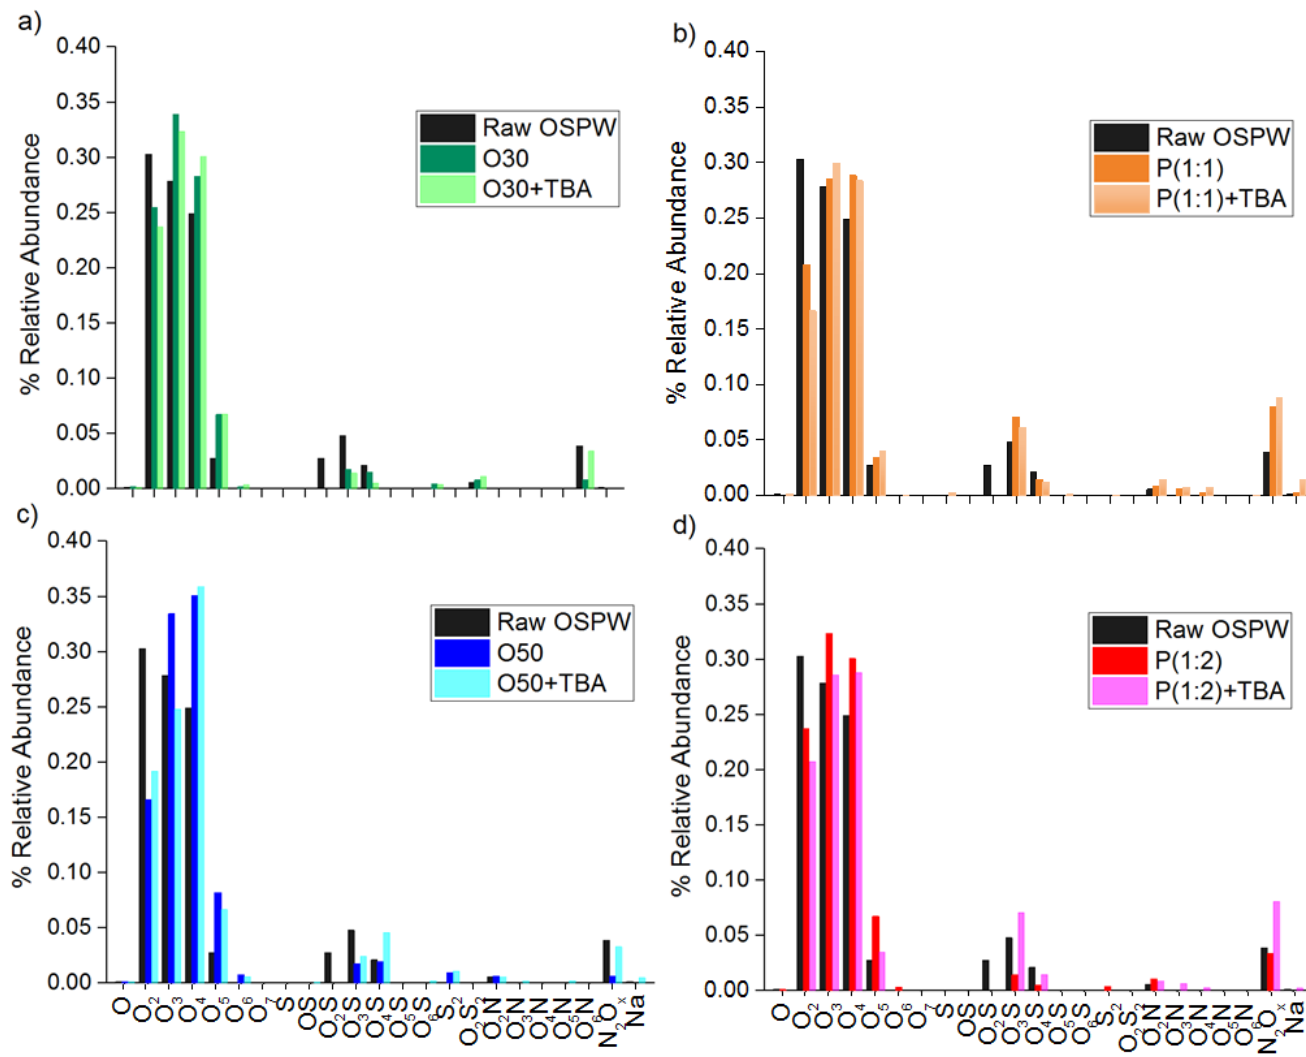 a)
0.40
0.35
0.30
0.25
0.20
0.15
0.10
0.05
0.00
% Relative Abundance
Raw OSPW
O30
O30+TBA
b)
0.40
0.30
0.20
0.10
0.05
0.00
% Relative Abundance
Raw OSPW
P(1:1)
P(1:1)+TBA
c)
0.40
0.35
0.30
0.25
0.20
0.15
0.10
0.05
0.00
% Relative Abundance
Raw OSPW
O50
O50+TBA
O
O₂
O₃
O₄
O₅
O₆
O₇
S
OS
O₂S
O₃S
O₄S
O₅S
O₆S
S₂
O₂S₂
O₂N
O₃N
O₄N
O₅N
O₆N
N₂Oₓ
Na
d)
0.40
0.35
0.30
0.25
0.20
0.15
0.10
0.05
0.00
% Relative Abundance
Raw OSPW
P(1:2)
P(1:2)+TBA
O
O₂
O₃
O₄
O₅
O₆
O₇
S
OS
O₂S
O₃S
O₄S
O₅S
O₆S
S₂
O₂S₂
O₂N
O₃N
O₄N
O₅N
O₆N
N₂Oₓ
Na